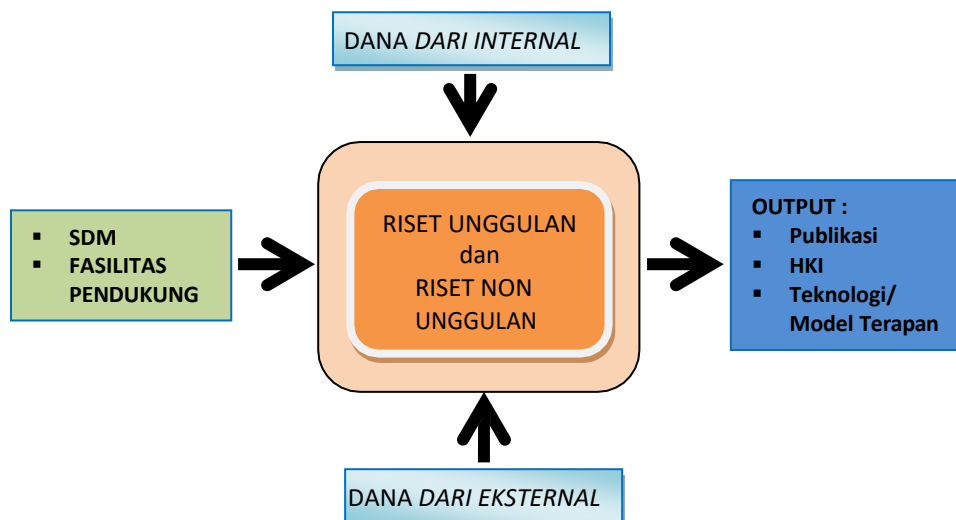 DANA DARI INTERNAL
▪ SDM
▪ FASILITAS
PENDUKUNG
RISET UNGGULAN
dan
RISET NON
UNGGULAN
OUTPUT :
▪ Publikasi
▪ HKI
▪ Teknologi/
Model Terapan
DANA DARI EKSTERNAL